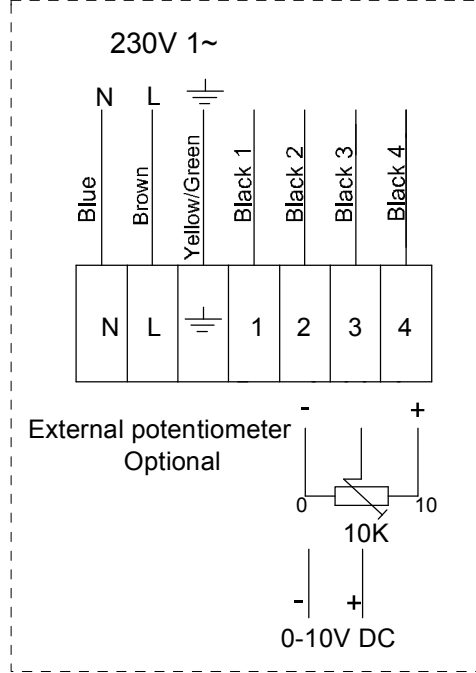 230V 1~
N L
Blue
Brown
Yellow/Green
Black 1
Black 2
Black 3
Black 4
N L 1 2 3 4
- +
External potentiometer
Optional
0 10
10K
- +
0-10V DC